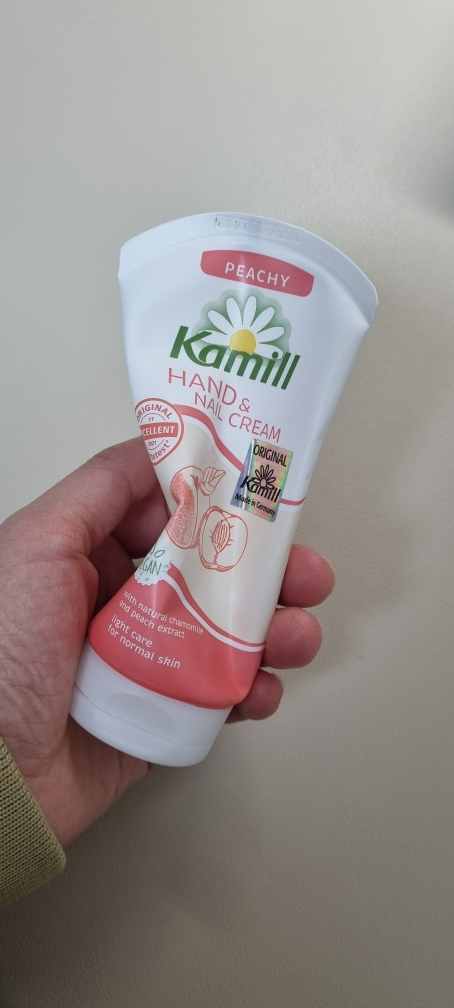 PEACHY
Kamill
HAND &
NAIL CREAM
ORIGINAL
EXCELLENT
ORIGINAL
Kamill
Made in Germany
with natural chamomile
and peach extract
light care
for normal skin